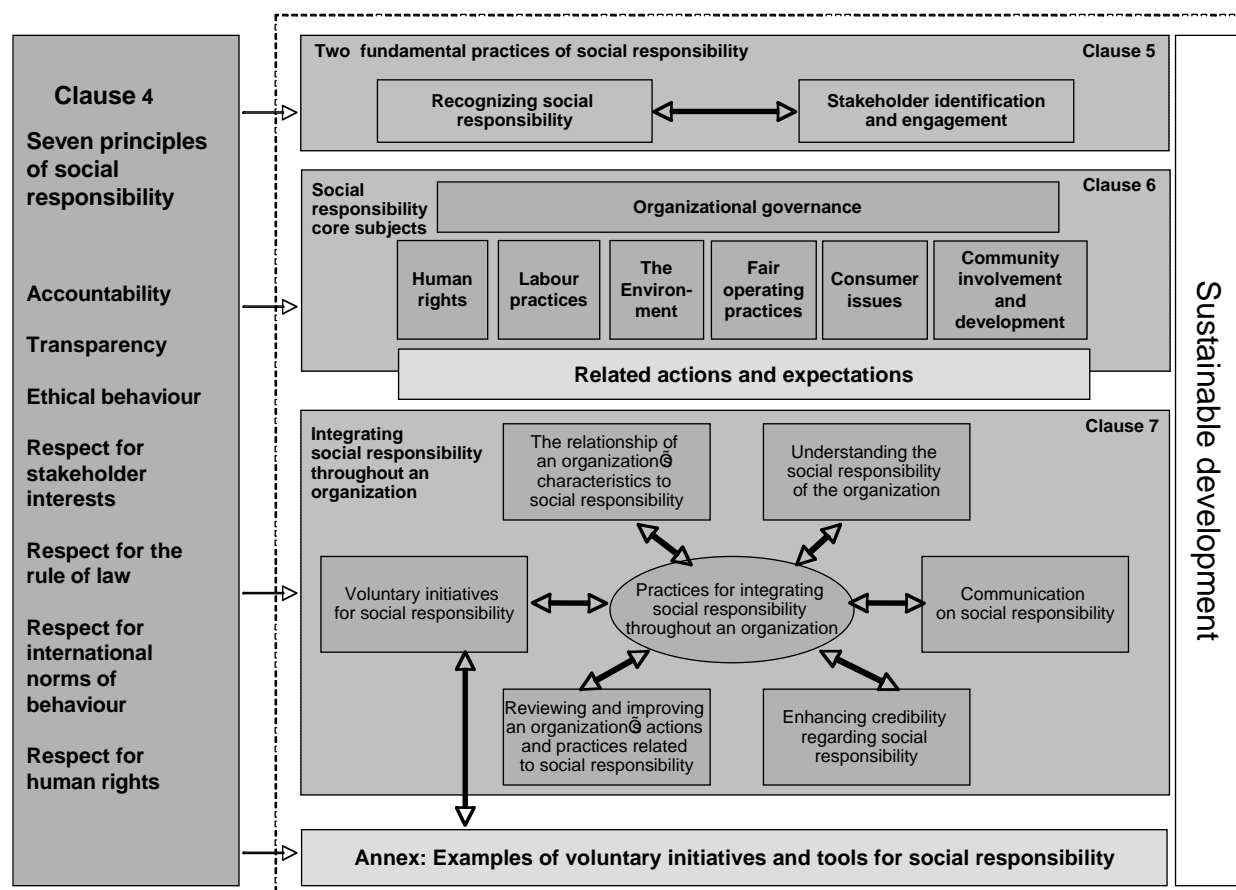 Clause 4
Seven principles
of social
responsibility
Accountability
Transparency
Ethical behaviour
Respect for
stakeholder
interests
Respect for the
rule of law
Respect for
international
norms of
behaviour
Respect for
human rights
Two fundamental practices of social responsibility
Clause 5
Recognizing social
responsibility
Stakeholder identification
and engagement
Social
responsibility
core subjects
Clause 6
Organizational governance
Human
rights
Labour
practices
The
Environ-
ment
Fair
operating
practices
Consumer
issues
Community
involvement
and
development
Related actions and expectations
Integrating
social responsibility
throughout an
organization
Clause 7
The relationship of
an organizationÕs
characteristics to
social responsibility
Understanding the
social responsibility
of the organization
Voluntary initiatives
for social responsibility
Practices for integrating
social responsibility
throughout an organization
Communication
on social responsibility
Reviewing and improving
an organizationÕs actions
and practices related
to social responsibility
Enhancing credibility
regarding social
responsibility
Annex: Examples of voluntary initiatives and tools for social responsibility
Sustainable development